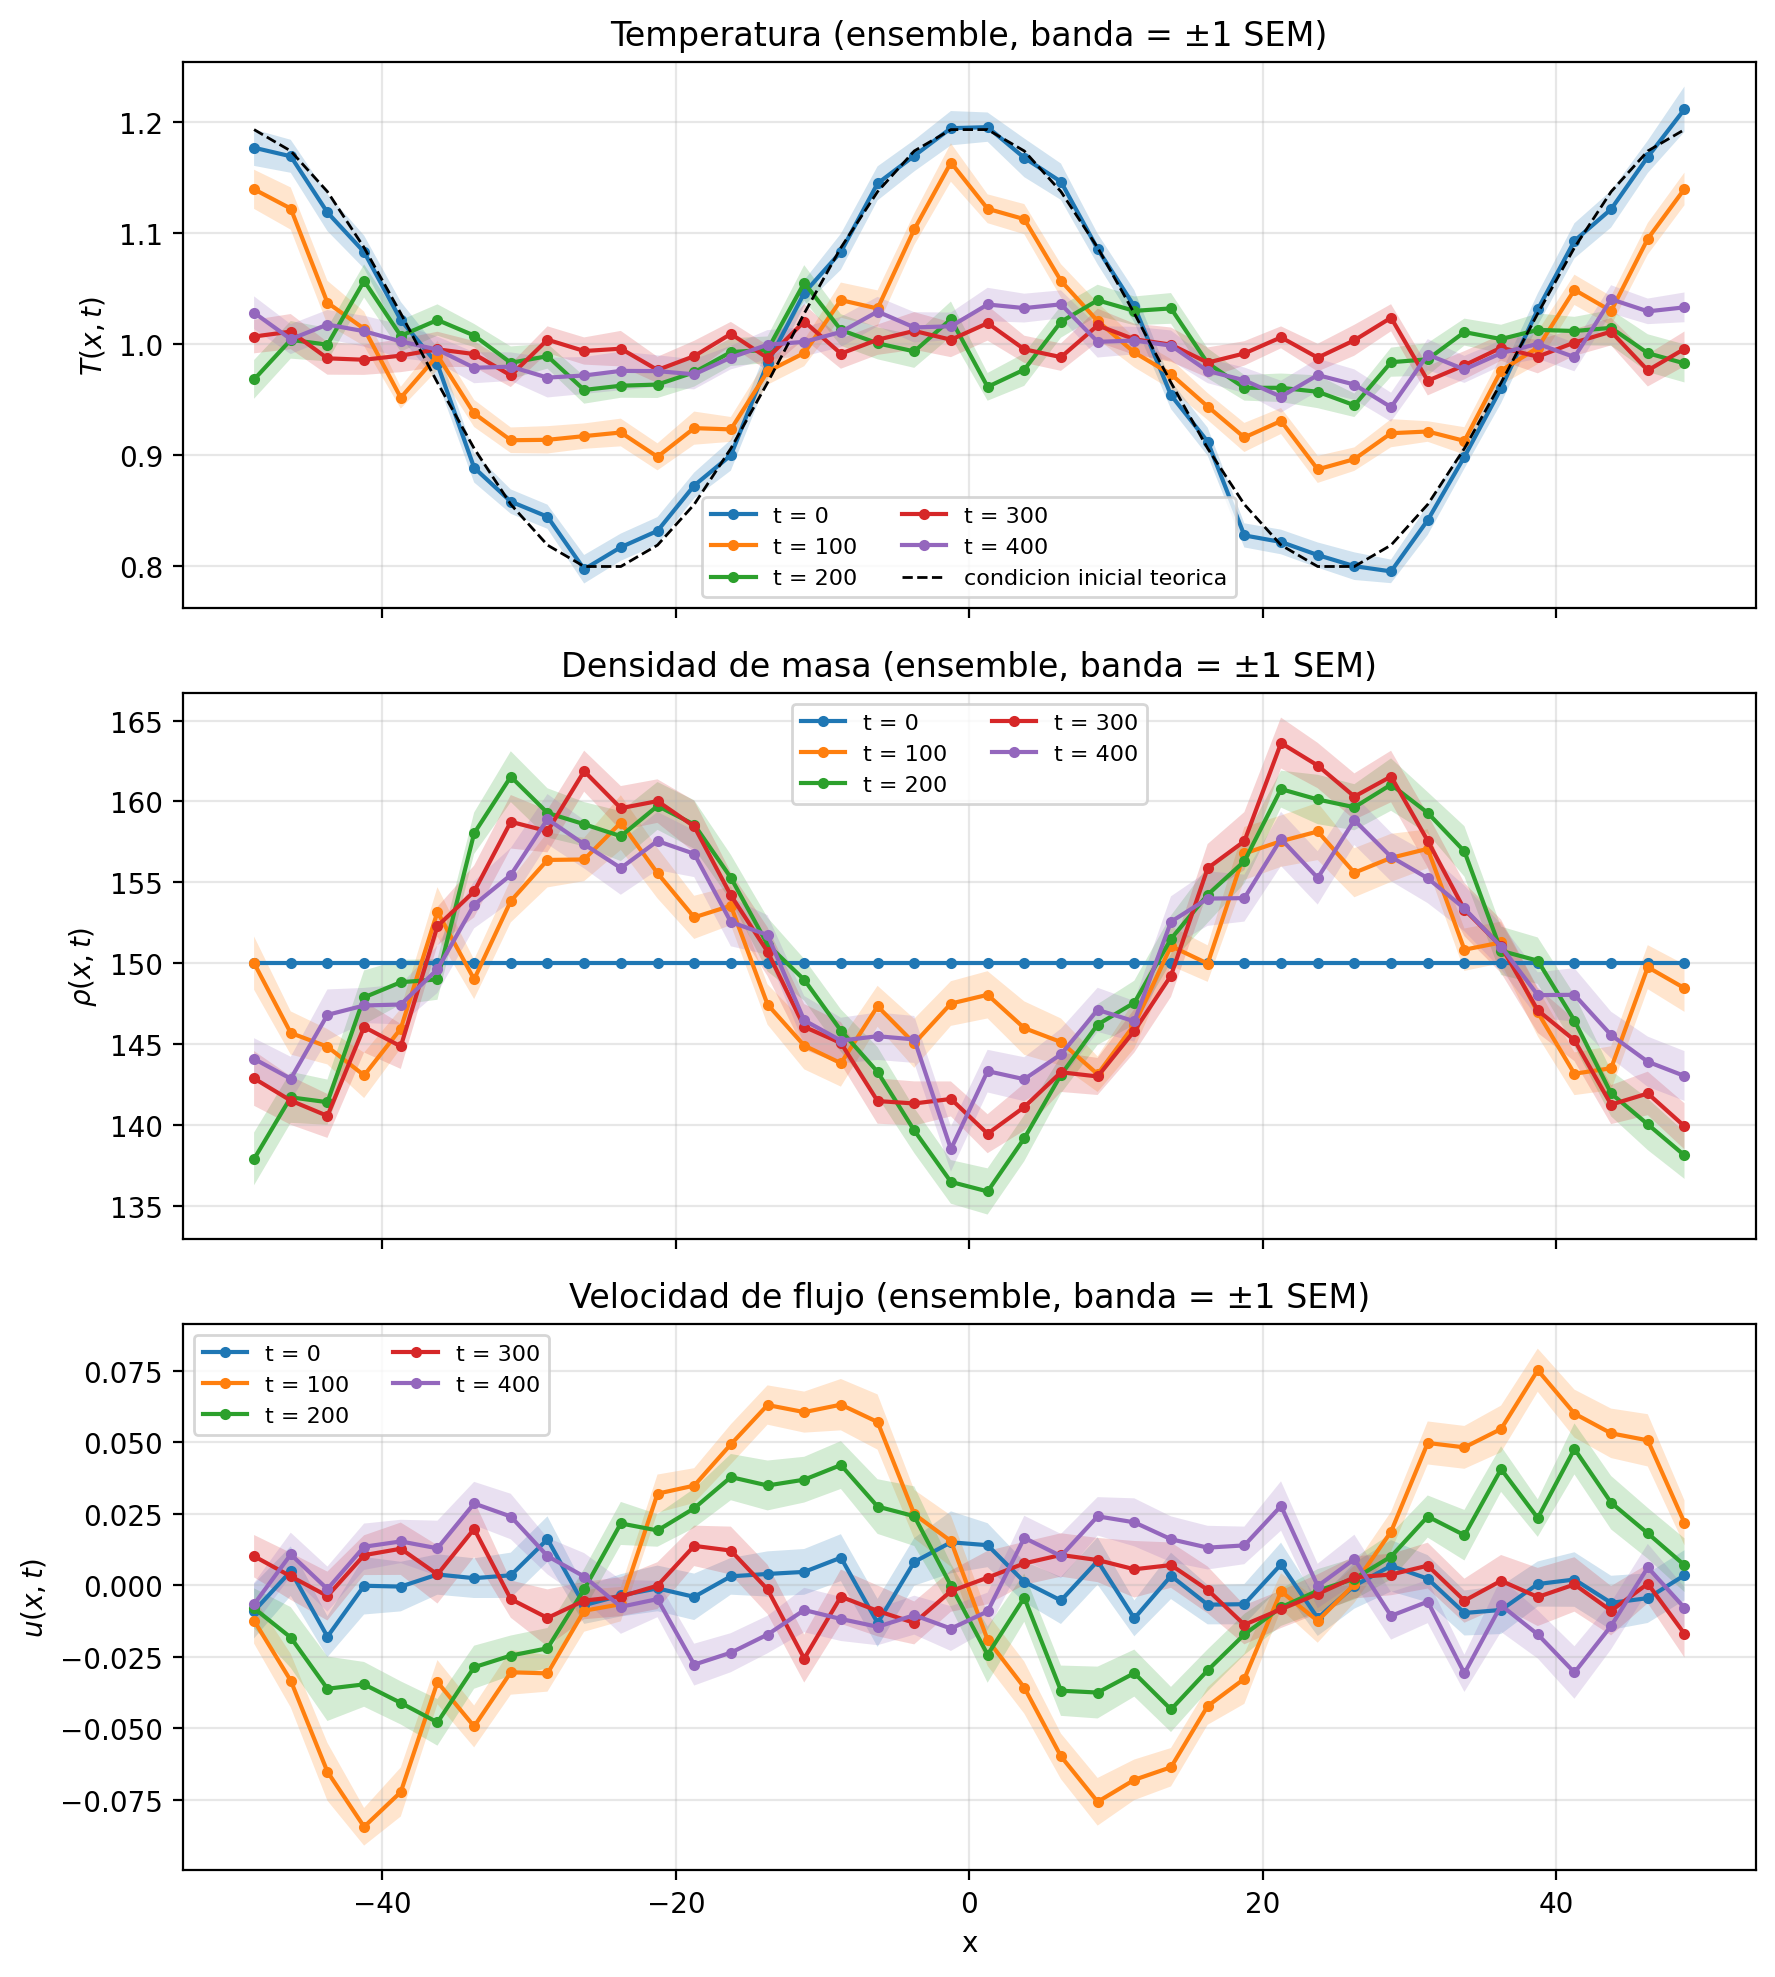 Temperatura (ensemble, banda = ±1 SEM)
T(x, t)
1.2
1.1
1.0
0.9
0.8
t = 0
t = 100
t = 200
t = 300
t = 400
condicion inicial teorica
Densidad de masa (ensemble, banda = ±1 SEM)
ρ(x, t)
165
160
155
150
145
140
135
t = 0
t = 100
t = 200
t = 300
t = 400
Velocidad de flujo (ensemble, banda = ±1 SEM)
u(x, t)
0.075
0.050
0.025
0.000
−0.025
−0.050
−0.075
t = 0
t = 100
t = 200
t = 300
t = 400
−40
−20
0
20
40
x